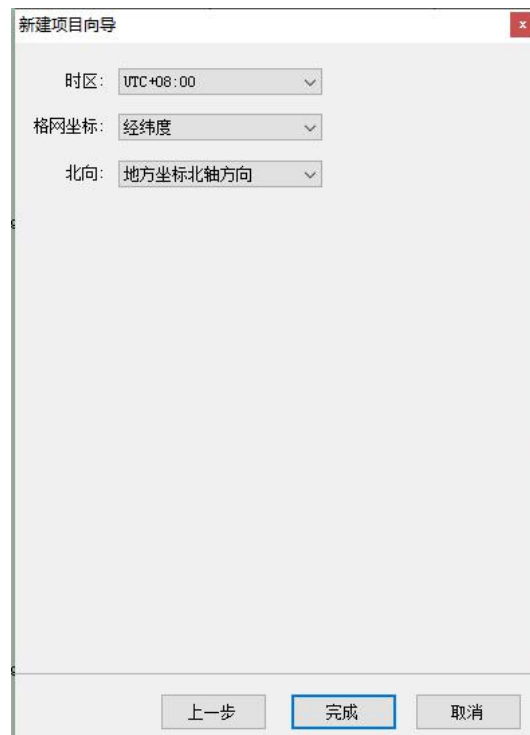 新建项目向导
x
时区: UTC+08:00
格网坐标: 经纬度
北向: 地方坐标北轴方向
上一步 完成 取消